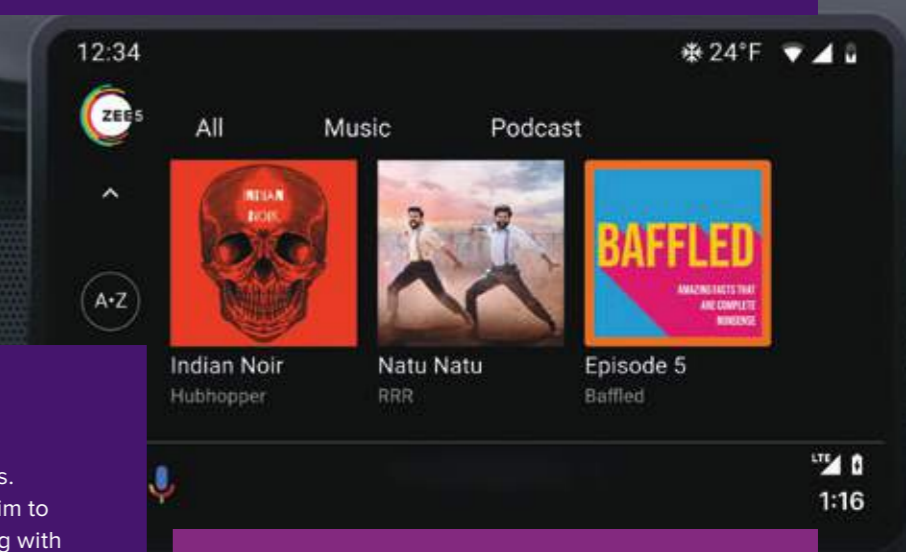 12:34
24°F
ZEE5
All Music Podcast
INDIAN
NOIR
BAFFLED
AMAZING FACTS THAT
ARE COMPLETE
NONSENSE
A•Z
Indian Noir Natu Natu Episode 5
Hubhopper RRR Baffled
s.
im to
g with
LTE
1:16